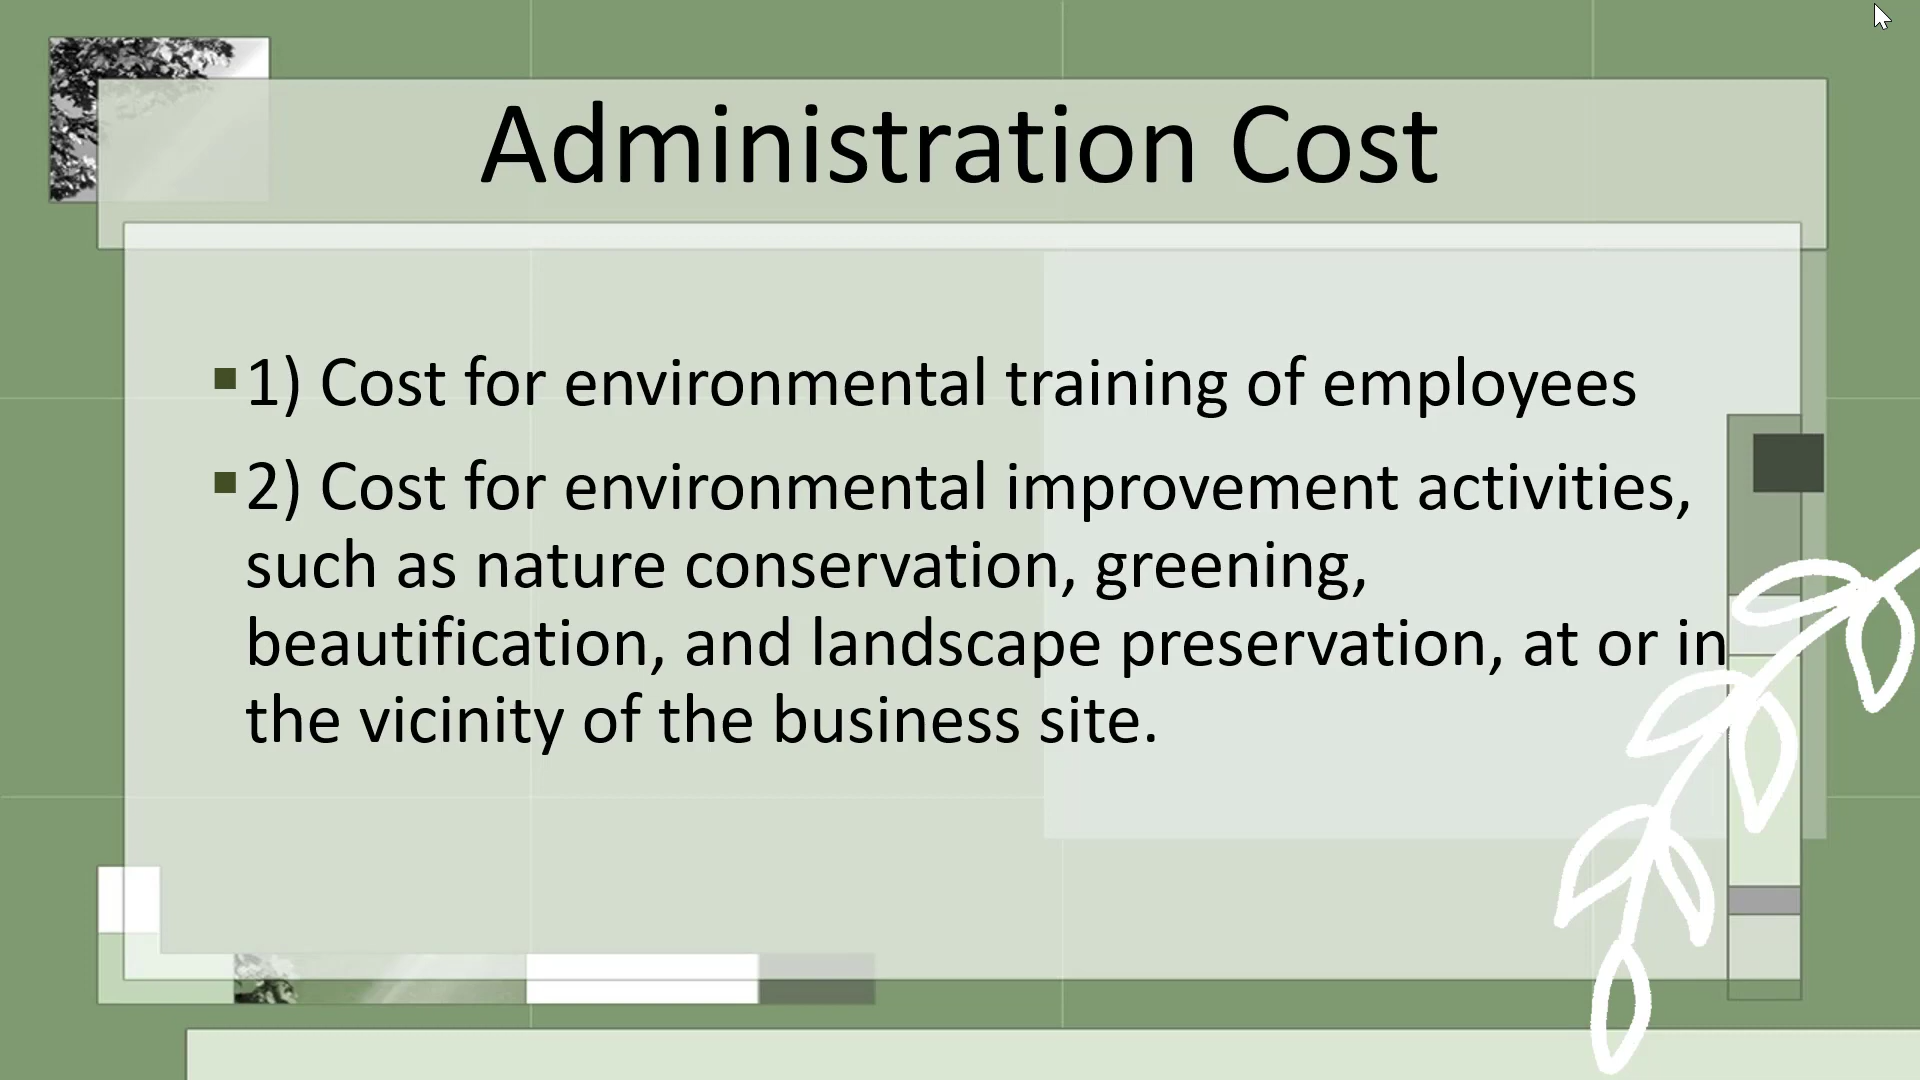 Administration Cost
1) Cost for environmental training of employees
2) Cost for environmental improvement activities,
such as nature conservation, greening,
beautification, and landscape preservation, at or in
the vicinity of the business site.